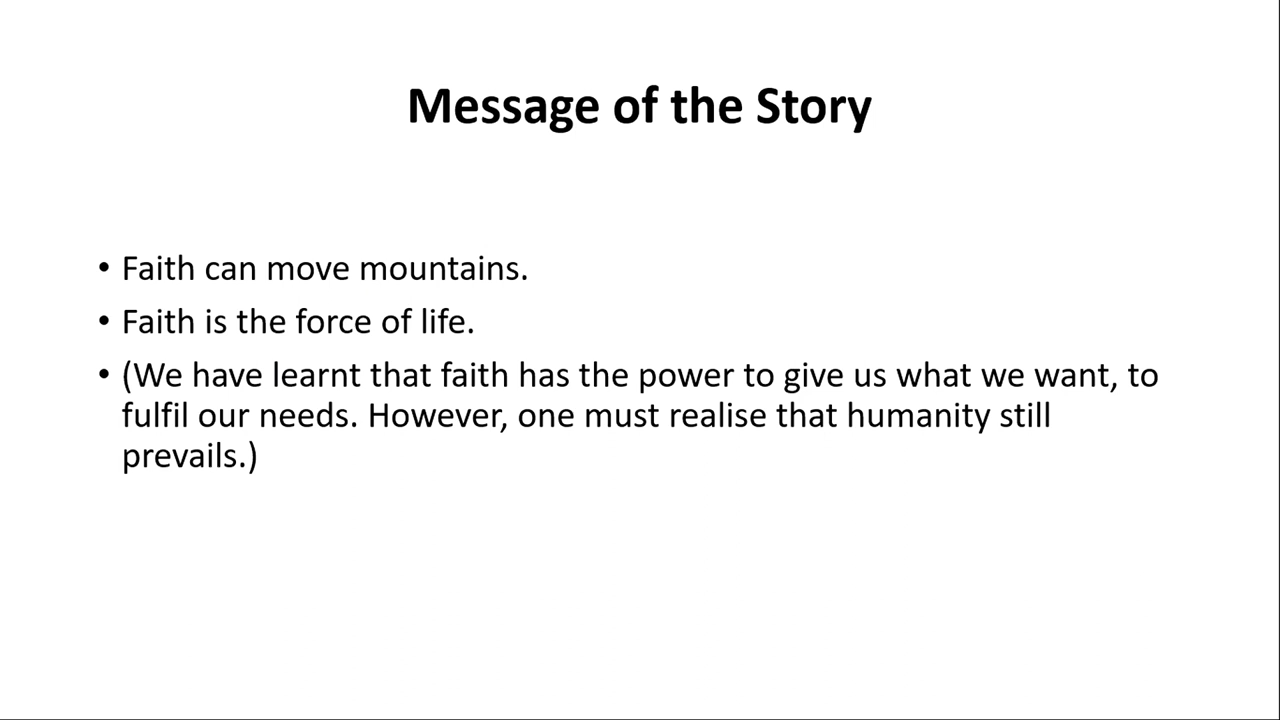 Message of the Story
• Faith can move mountains.
• Faith is the force of life.
• (We have learnt that faith has the power to give us what we want, to
fulfil our needs. However, one must realise that humanity still
prevails.)